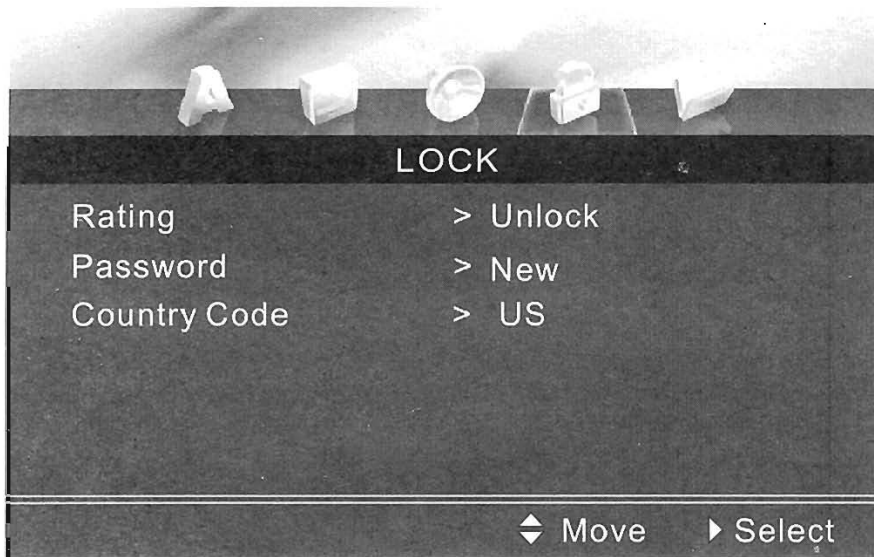 LOCK
Rating > Unlock
Password > New
Country Code > US
Move Select